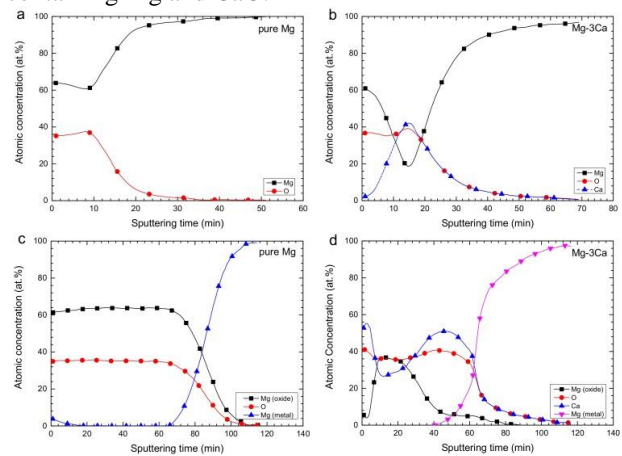 a
pure Mg
100
80
60
40
20
0
Atomic concentration (at.%)
Mg
O
0 10 20 30 40 50 60
Sputtering time (min)
b
Mg-3Ca
100
80
60
40
20
0
Atomic concentration (at.%)
Mg
O
Ca
0 10 20 30 40 50 60 70
Sputtering time (min)
c
pure Mg
100
80
60
40
20
0
Atomic concentration (at.%)
Mg (oxide)
O
Mg (metal)
0 20 40 60 80 100 120 140
Sputtering time (min)
d
Mg-3Ca
100
80
60
40
20
0
Atomic Concentration (at.%)
Mg (oxide)
O
Ca
Mg (metal)
0 20 40 60 80 100 120 140
Sputtering time (min)